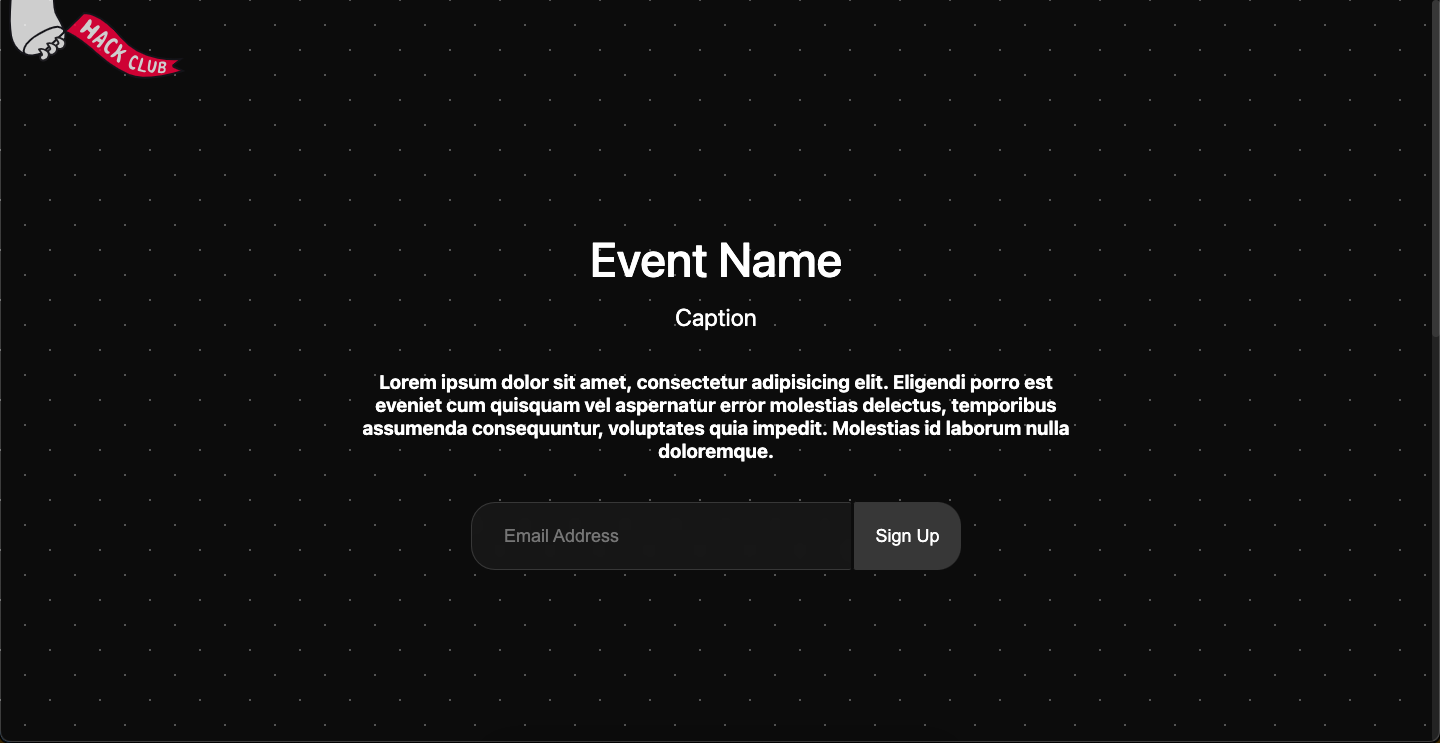 HACK CLUB
Event Name
Caption
Lorem ipsum dolor sit amet, consectetur adipisicing elit. Eligendi porro est
eveniet cum quisquam vel aspernatur error molestias delectus, temporibus
assumenda consequuntur, voluptates quia impedit. Molestias id laborum nulla
doloremque.
Email Address
Sign Up